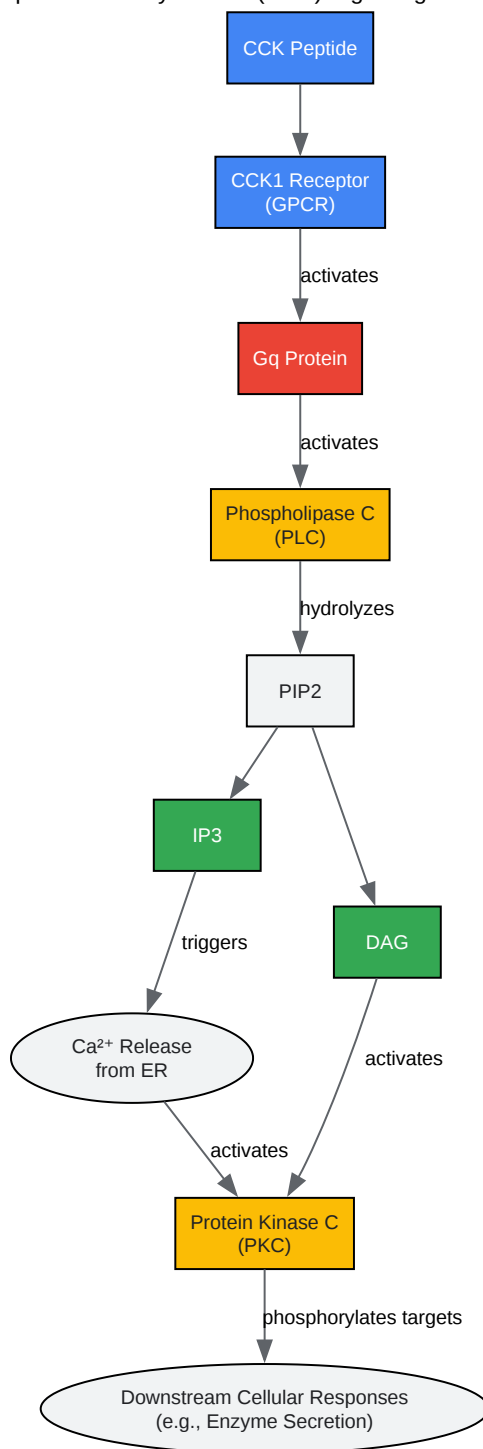 CCK Peptide
CCK1 Receptor
(GPCR)
activates
Gq Protein
activates
Phospholipase C
(PLC)
hydrolyzes
PIP2
IP3
DAG
triggers
Ca²⁺ Release
from ER
activates
activates
Protein Kinase C
(PKC)
phosphorylates targets
Downstream Cellular Responses
(e.g., Enzyme Secretion)